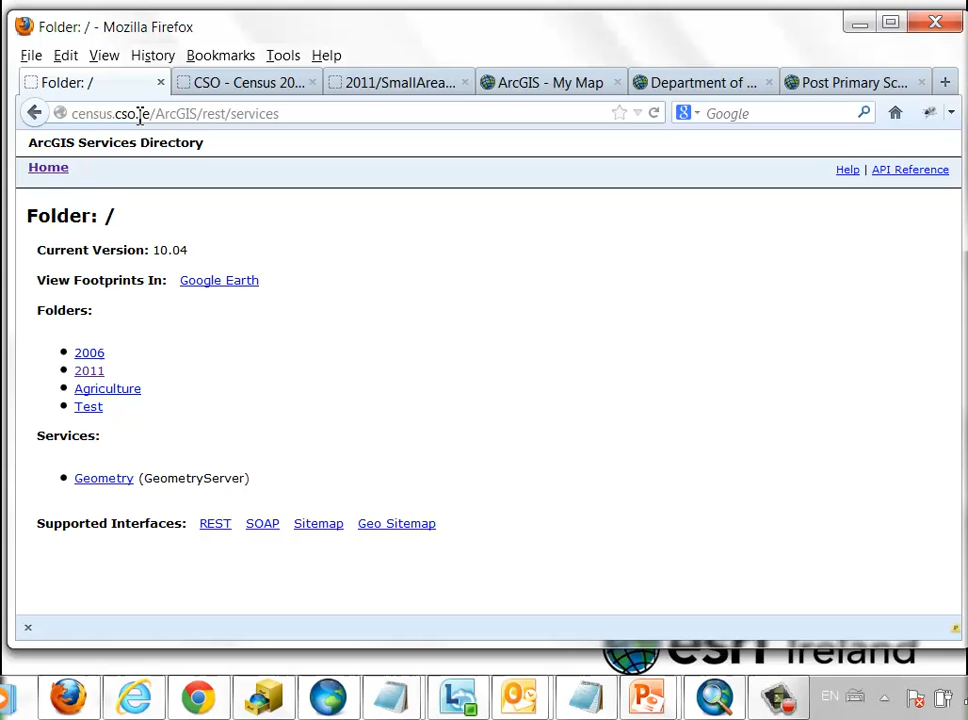 Folder: / - Mozilla Firefox
File Edit View History Bookmarks Tools Help
Folder: / × CSO - Census 20... × 2011/SmallArea... × ArcGIS - My Map × Department of ... × Post Primary Sc... × +
census.cso.ie/ArcGIS/rest/services Google
ArcGIS Services Directory
Home Help | API Reference
Folder: /
Current Version: 10.04
View Footprints In: Google Earth
Folders:
• 2006
• 2011
• Agriculture
• Test
Services:
• Geometry (GeometryServer)
Supported Interfaces: REST SOAP Sitemap Geo Sitemap
×
esri Ireland
EN